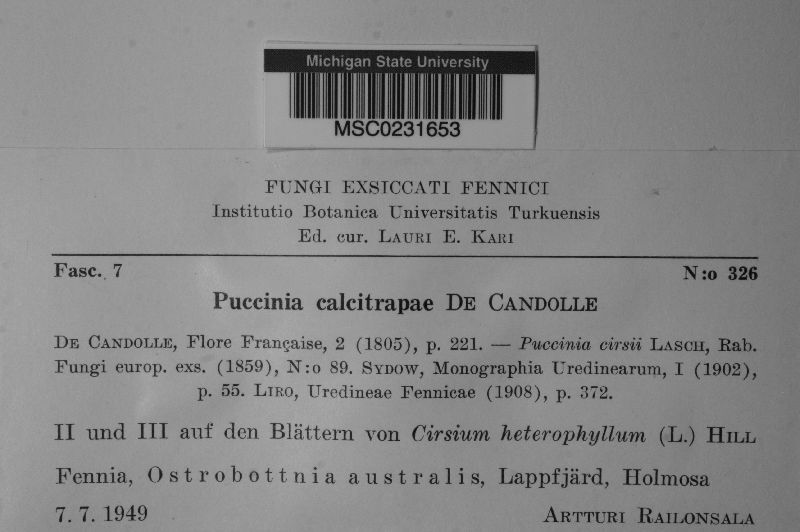 Michigan State University
MSC0231653
FUNGI EXSICCATI FENNICI
Institutio Botanica Universitatis Turkuensis
Ed. cur. LAURI E. KARI
Fasc. 7 N:o 326
Puccinia calcitrapae DE CANDOLLE
DE CANDOLLE, Flore Française, 2 (1805), p. 221. — Puccinia cirsii LASCH, Rab.
Fungi europ. exs. (1859), N:o 89. SYDOW, Monographia Uredinearum, I (1902),
p. 55. LIRO, Uredineae Fennicae (1908), p. 372.
II und III auf den Blättern von Cirsium heterophyllum (L.) HILL
Fennia, Ostrobottnia australis, Lappfjärd, Holmosa
7. 7. 1949 ARTTURI RAILONSALA